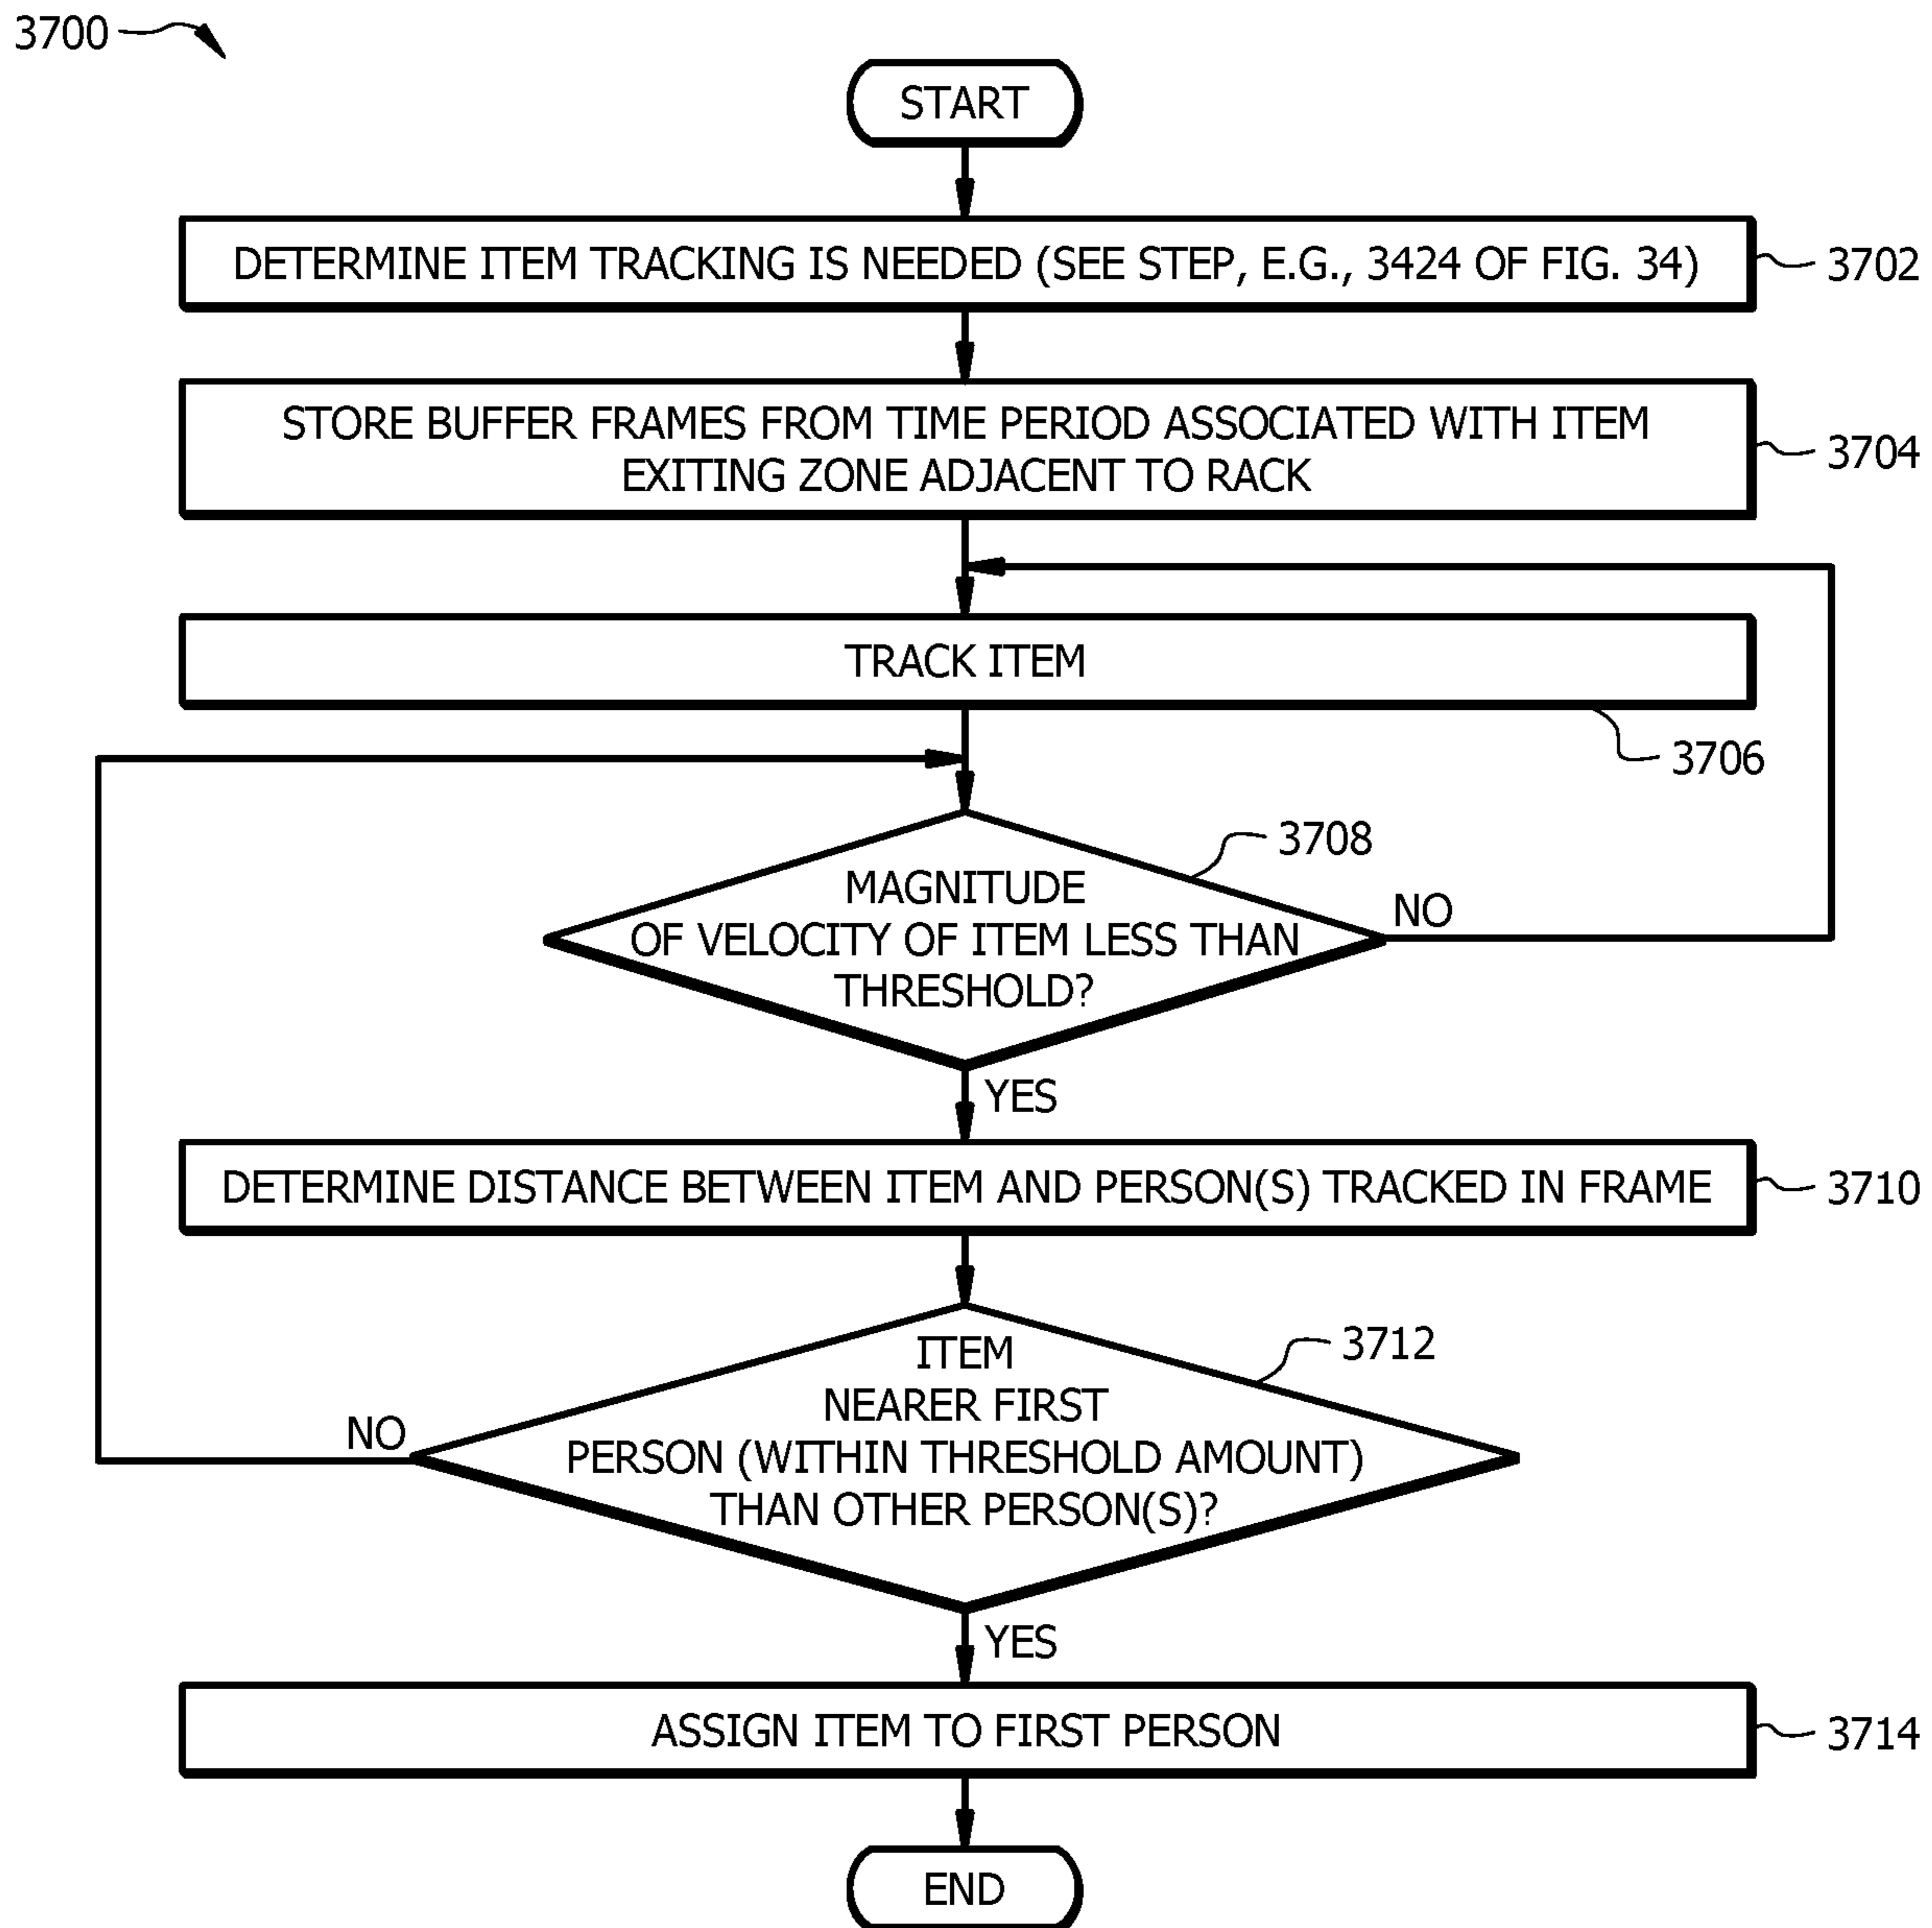 3700
START
DETERMINE ITEM TRACKING IS NEEDED (SEE STEP, E.G., 3424 OF FIG. 34)
3702
STORE BUFFER FRAMES FROM TIME PERIOD ASSOCIATED WITH ITEM
EXITING ZONE ADJACENT TO RACK
3704
TRACK ITEM
3706
3708
MAGNITUDE
OF VELOCITY OF ITEM LESS THAN
THRESHOLD?
NO
YES
DETERMINE DISTANCE BETWEEN ITEM AND PERSON(S) TRACKED IN FRAME
3710
3712
ITEM
NEARER FIRST
PERSON (WITHIN THRESHOLD AMOUNT)
THAN OTHER PERSON(S)?
NO
YES
ASSIGN ITEM TO FIRST PERSON
3714
END